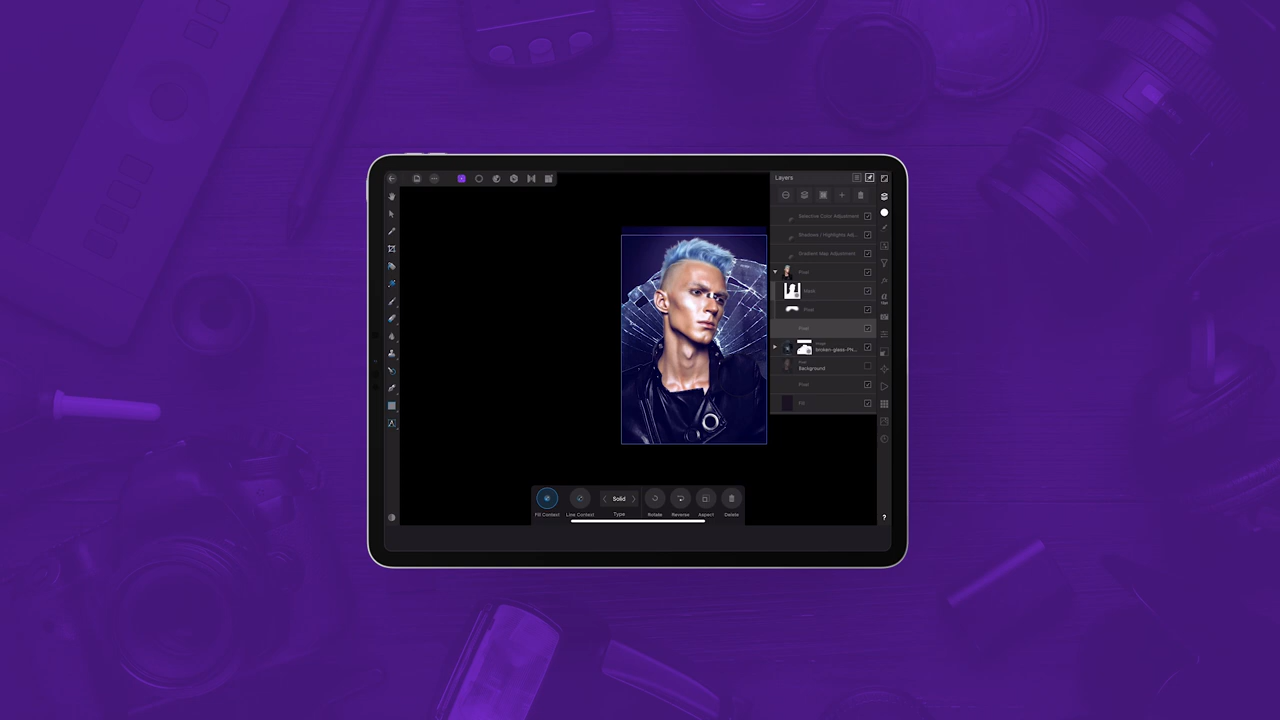 Layers
Selective Color Adjustment
Shadows / Highlights Adj...
Gradient Map Adjustment
Pixel
Mask
Pixel
Pixel
broken-glass-PN...
Background
Pixel
Fill
Solid
Fill Context
Line Context
Type
Rotate
Reverse
Aspect
Delete
?